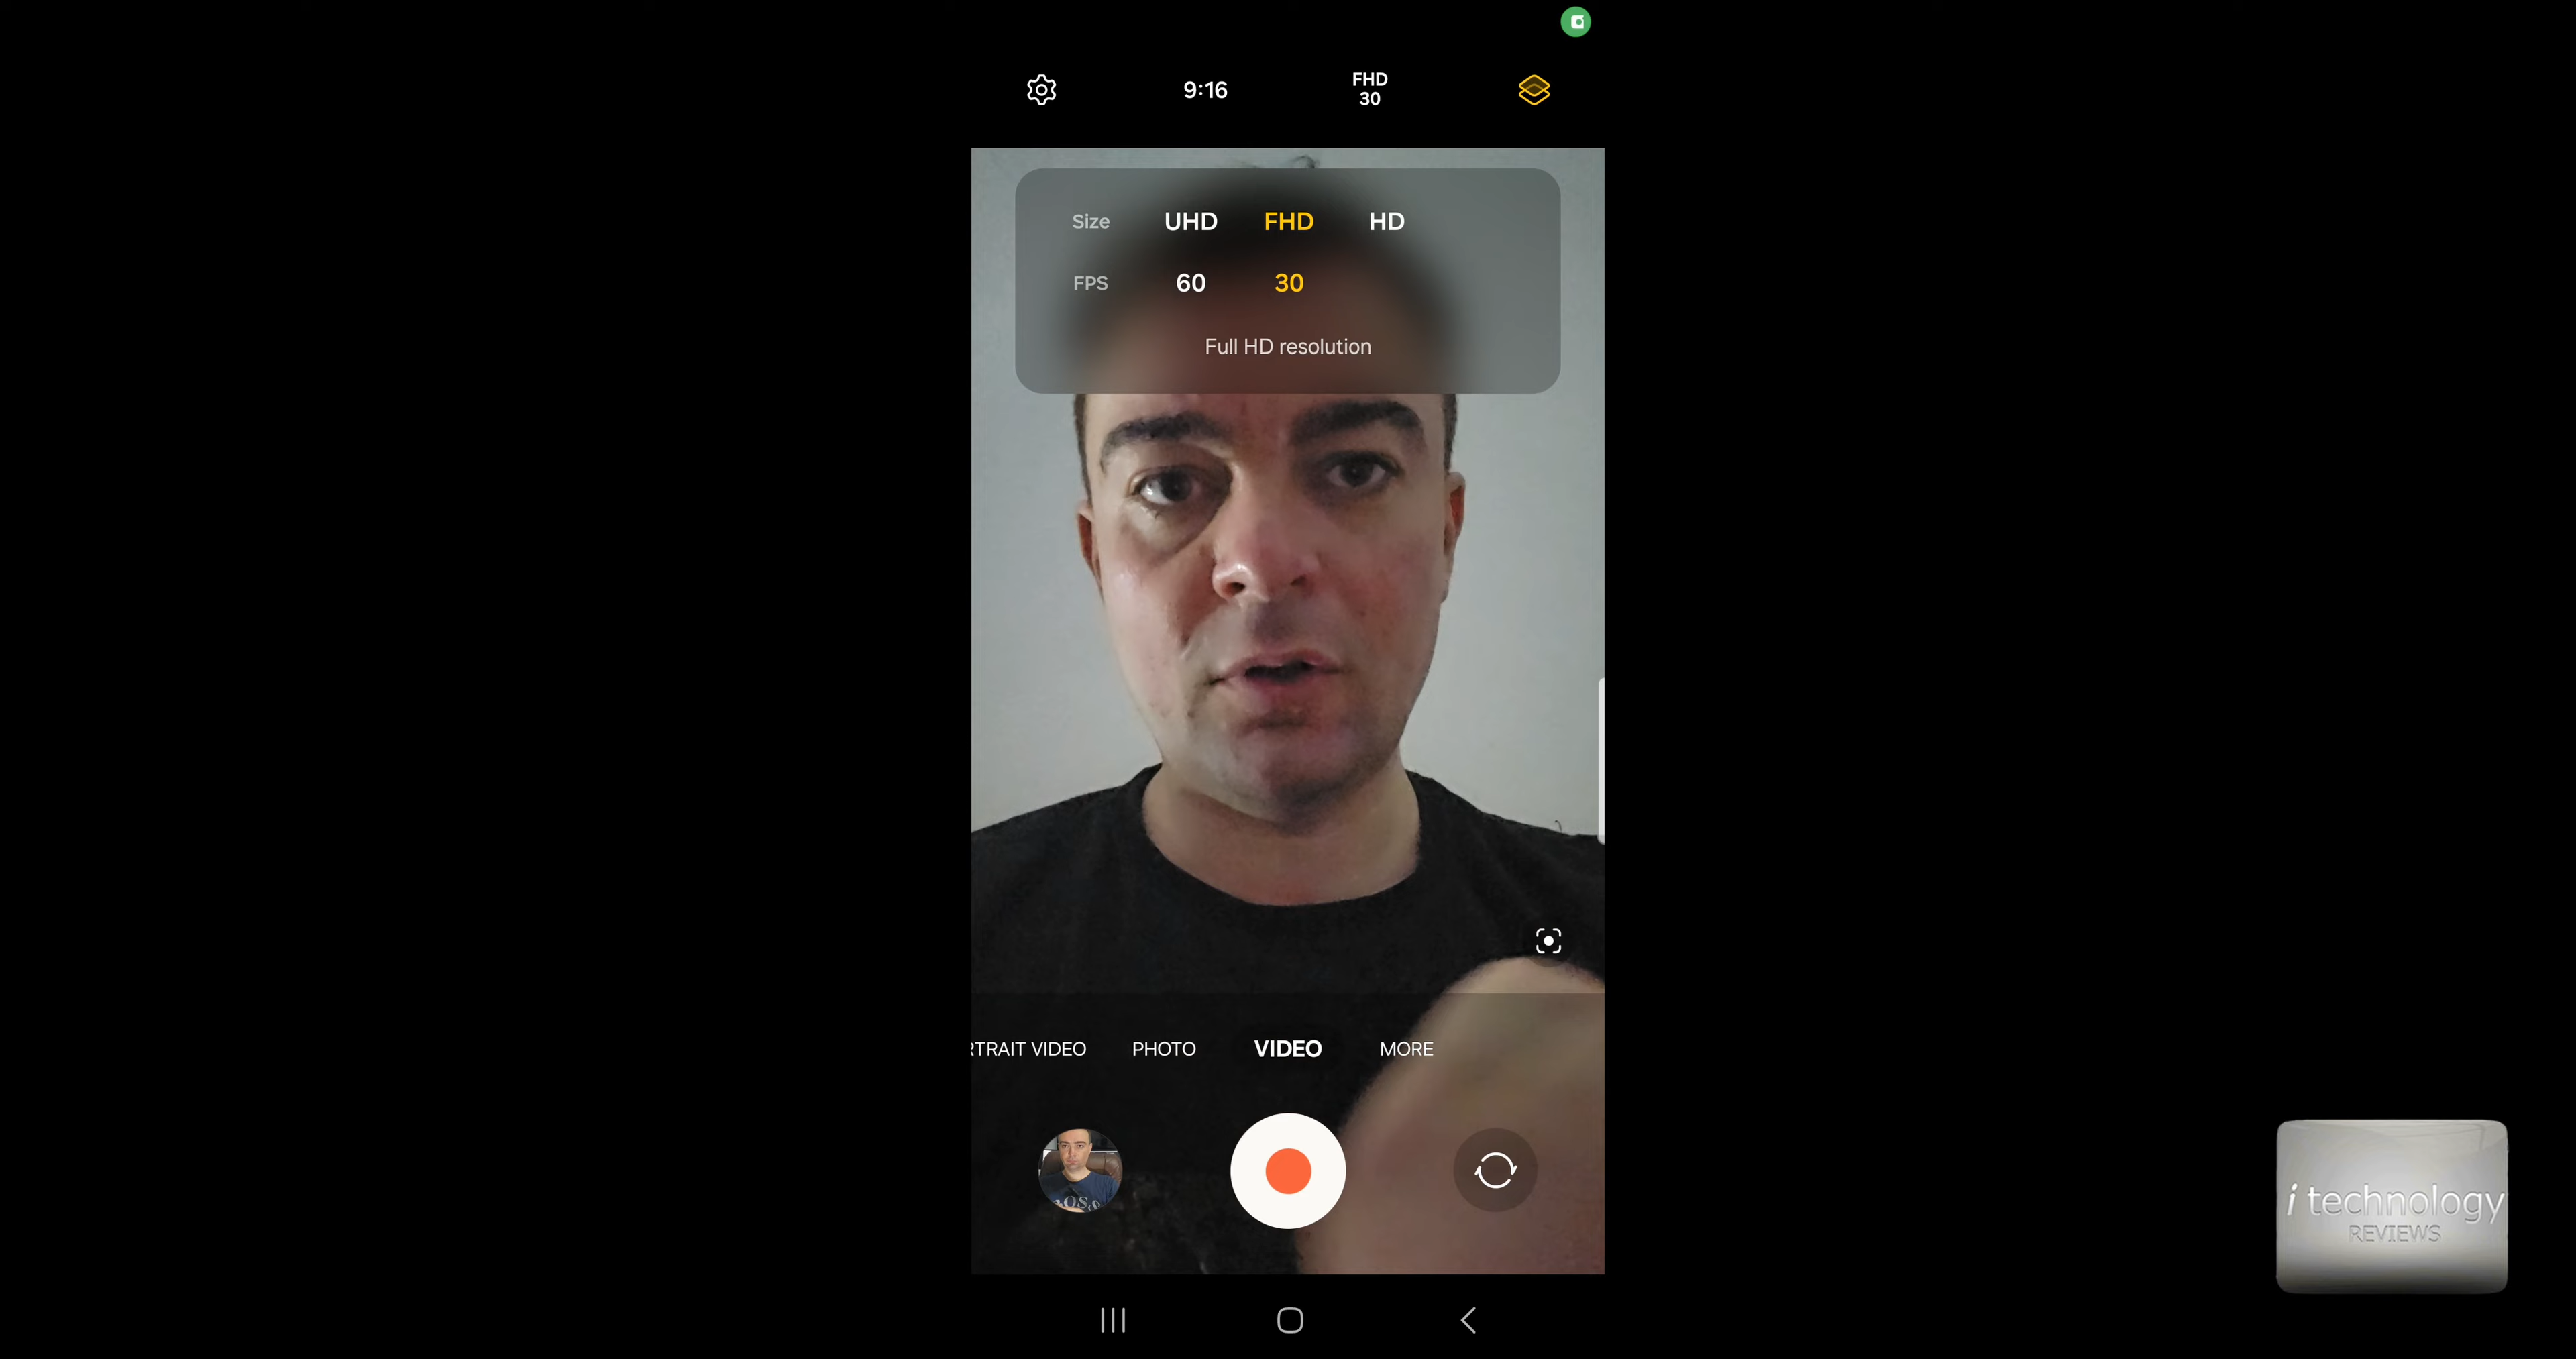 9:16
FHD
30
Size UHD FHD HD
FPS 60 30
Full HD resolution
RTRAIT VIDEO PHOTO VIDEO MORE
i technology
REVIEWS